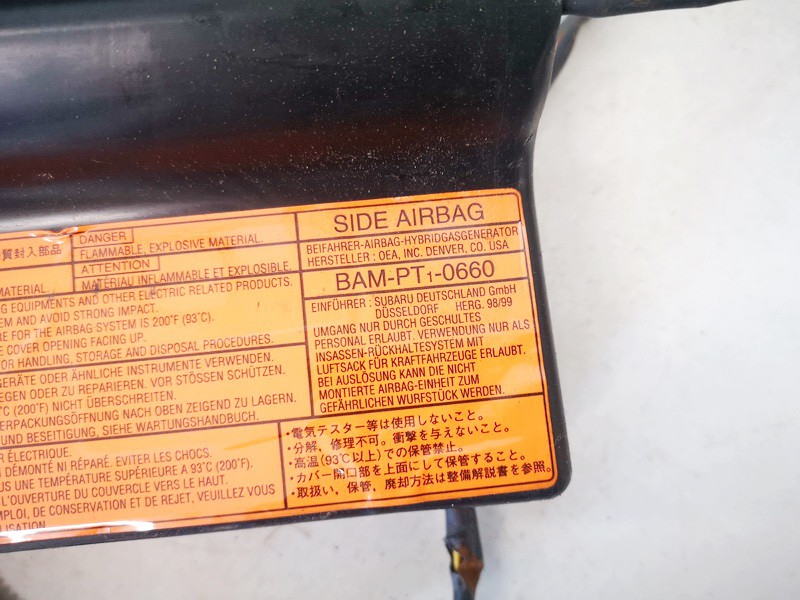 質封入部品
DANGER
FLAMMABLE, EXPLOSIVE MATERIAL.
ATTENTION
MATERIAL.
MATÉRIAU INFLAMMABLE ET EXPLOSIBLE.
EQUIPMENTS AND OTHER ELECTRIC RELATED PRODUCTS.
AND AVOID STRONG IMPACT.
FOR THE AIRBAG SYSTEM IS 200°F (93°C).
COVER OPENING FACING UP.
FOR HANDLING, STORAGE AND DISPOSAL PROCEDURES.
GERÄTE ODER ÄHNLICHE INSTRUMENTE VERWENDEN.
ODER ZU REPARIEREN. VOR STÖSSEN SCHÜTZEN.
(200°F) NICHT ÜBERSCHREITEN.
VERPACKUNGSÖFFNUNG NACH OBEN ZEIGEND ZU LAGERN.
UND BESEITIGUNG, SIEHE WARTUNGSHANDBUCH.
ÉLECTRIQUE.
DÉMONTÉ NI RÉPARÉ. EVITER LES CHOCS.
UNE TEMPÉRATURE SUPÉRIEURE A 93°C (200°F).
L'OUVERTURE DU COUVERCLE VERS LE HAUT.
DE CONSERVATION ET DE REJET, VEUILLEZ VOUS
SIDE AIRBAG
BEIFAHRER-AIRBAG-HYBRIDGASGENERATOR
HERSTELLER : OEA, INC. DENVER, CO. USA
BAM-PT1-0660
EINFÜHRER : SUBARU DEUTSCHLAND GmbH
DÜSSELDORF HERG. 98/99
UMGANG NUR DURCH GESCHULTES
PERSONAL ERLAUBT. VERWENDUNG NUR ALS
INSASSEN-RÜCKHALTESYSTEM MIT
LUFTSACK FÜR KRAFTFAHRZEUGE ERLAUBT.
BEI AUSLÖSUNG KANN DIE NICHT
MONTIERTE AIRBAG-EINHEIT ZUM
GEFÄHRLICHEN WURFSTÜCK WERDEN.
・電気テスター等は使用しないこと。
・分解, 修理不可。衝撃を与えないこと。
・高温(93℃以上)での保管禁止。
・カバー開口部を上面にして保管すること。
・取扱い, 保管, 廃却方法は整備解説書を参照。